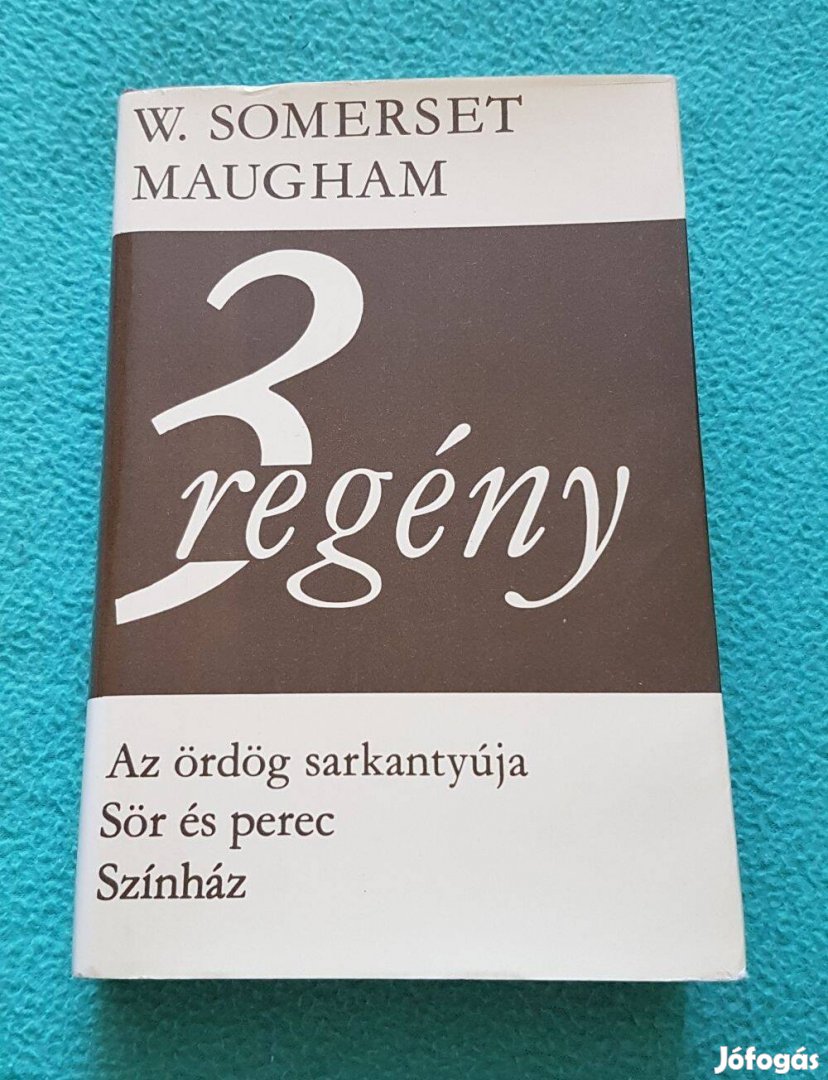 W. SOMERSET
MAUGHAM
3
regény
Az ördög sarkantyúja
Sör és perec
Színház
Jófogás